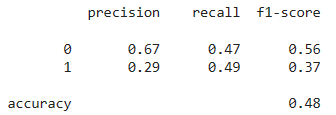 precision recall f1-score
0 0.67 0.47 0.56
1 0.29 0.49 0.37
accuracy 0.48